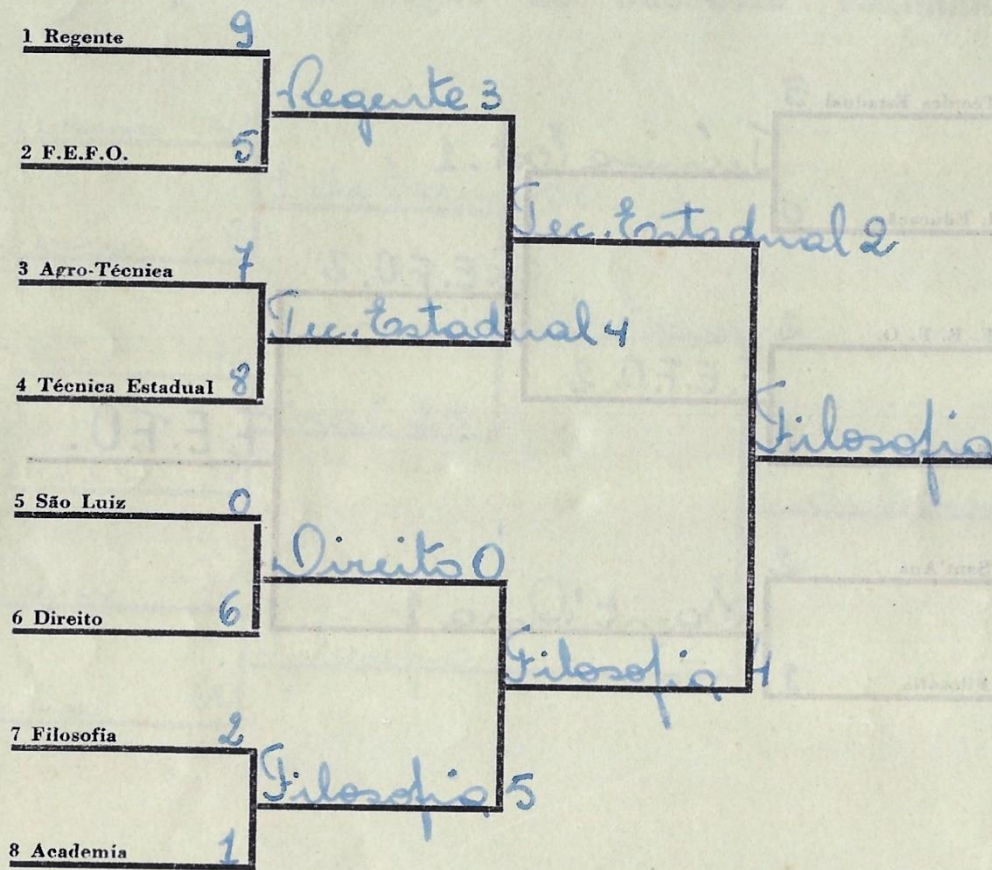 1 Regente 9
Regente 3
2 F.E.F.O. 5
Tec. Estadual 2
3 Agro-Técnica 7
Tec. Estadual 4
4 Técnica Estadual 8
Filosofia
5 São Luiz 0
Direito 0
6 Direito 6
Filosofia 4
7 Filosofia 2
Filosofia 5
8 Academia 1